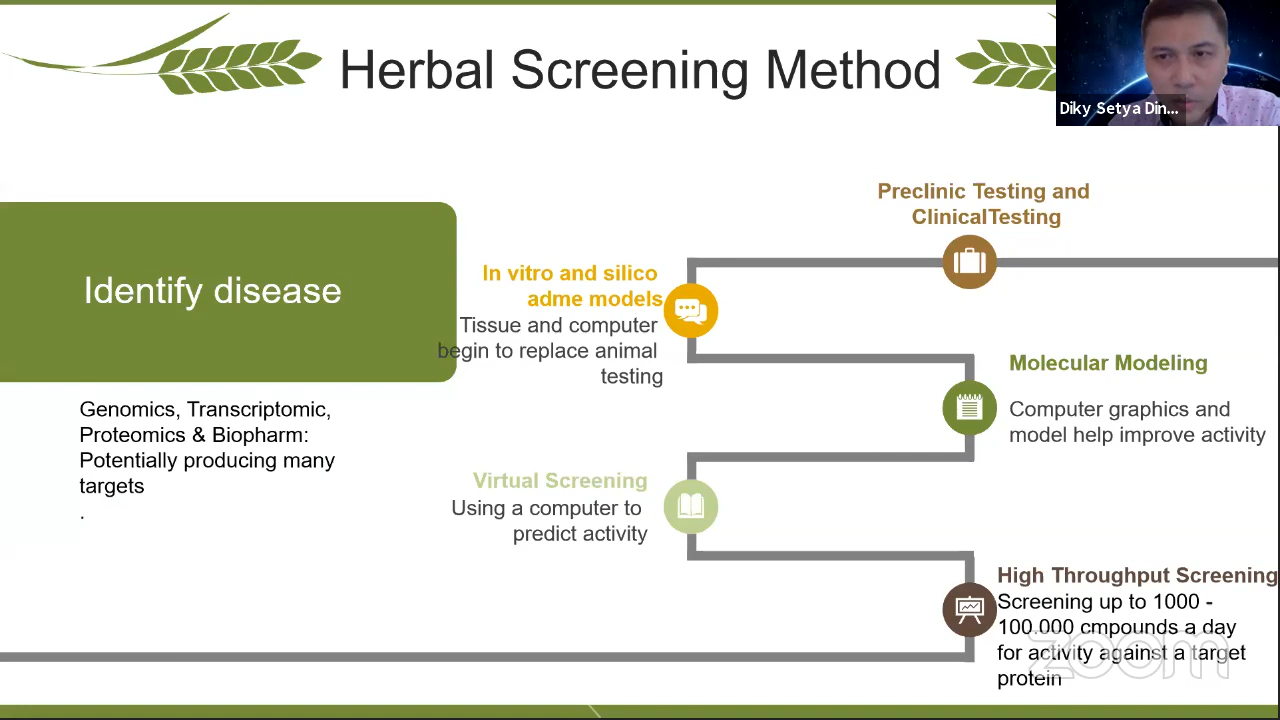 Herbal Screening Method
Diky Setya Din...
Identify disease
Genomics, Transcriptomic,
Proteomics & Biopharm:
Potentially producing many
targets
.
Preclinic Testing and
ClinicalTesting
In vitro and silico
adme models
Tissue and computer
begin to replace animal
testing
Molecular Modeling
Computer graphics and
model help improve activity
Virtual Screening
Using a computer to
predict activity
High Throughput Screening
Screening up to 1000 -
100.000 cmpounds a day
for activity against a target
protein
zoom